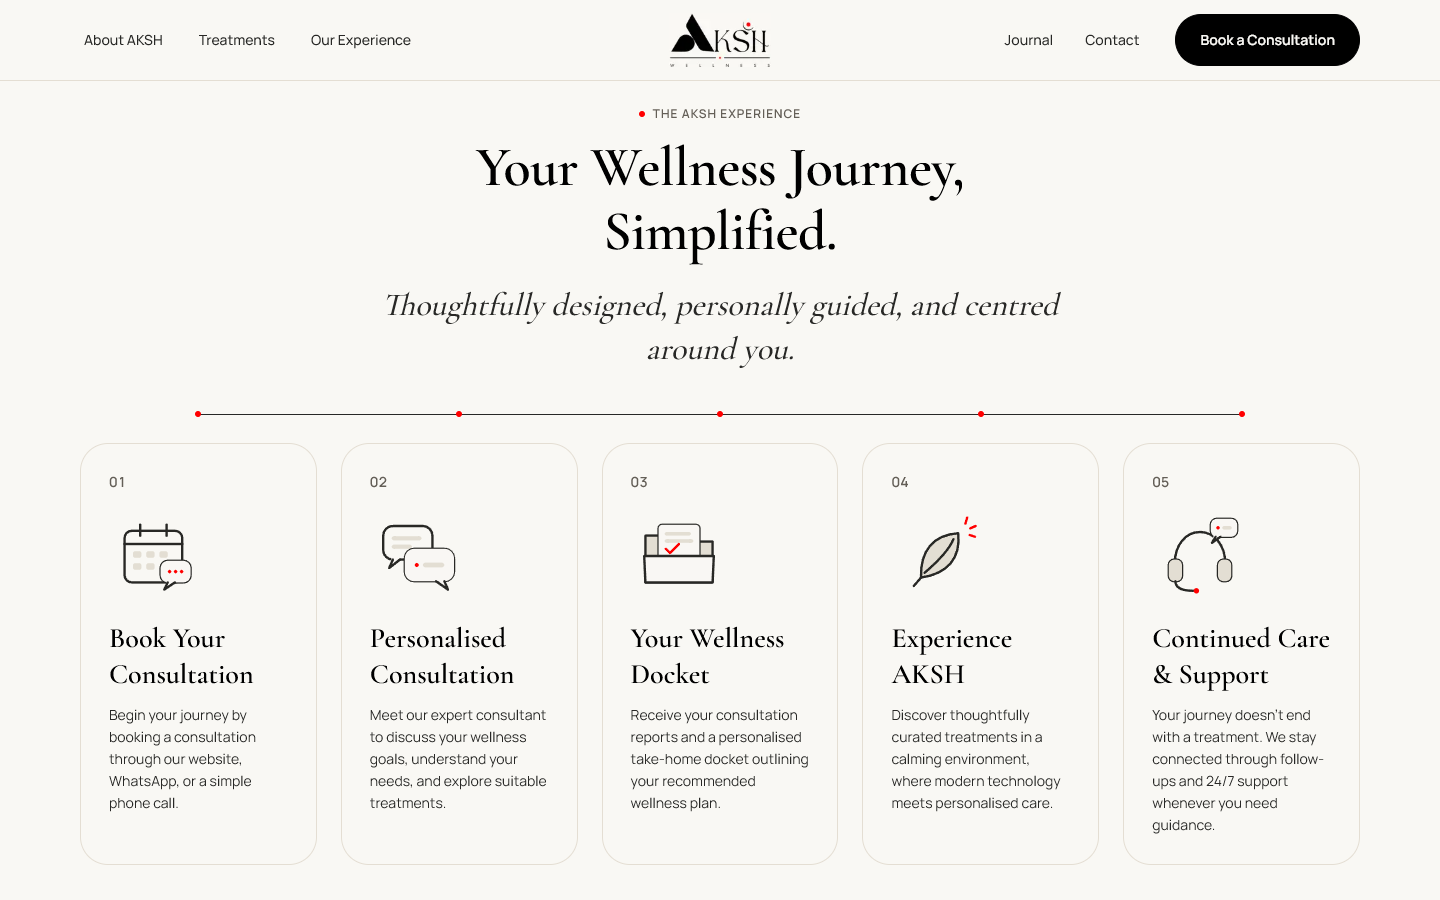 About AKSH
Treatments
Our Experience
AKSH
WELLNESS
Journal
Contact
Book a Consultation
THE AKSH EXPERIENCE
Your Wellness Journey,
Simplified.
Thoughtfully designed, personally guided, and centred
around you.
01
Book Your
Consultation
Begin your journey by
booking a consultation
through our website,
WhatsApp, or a simple
phone call.
02
Personalised
Consultation
Meet our expert consultant
to discuss your wellness
goals, understand your
needs, and explore suitable
treatments.
03
Your Wellness
Docket
Receive your consultation
reports and a personalised
take-home docket outlining
your recommended
wellness plan.
04
Experience
AKSH
Discover thoughtfully
curated treatments in a
calming environment,
where modern technology
meets personalised care.
05
Continued Care
& Support
Your journey doesn't end
with a treatment. We stay
connected through follow-
ups and 24/7 support
whenever you need
guidance.